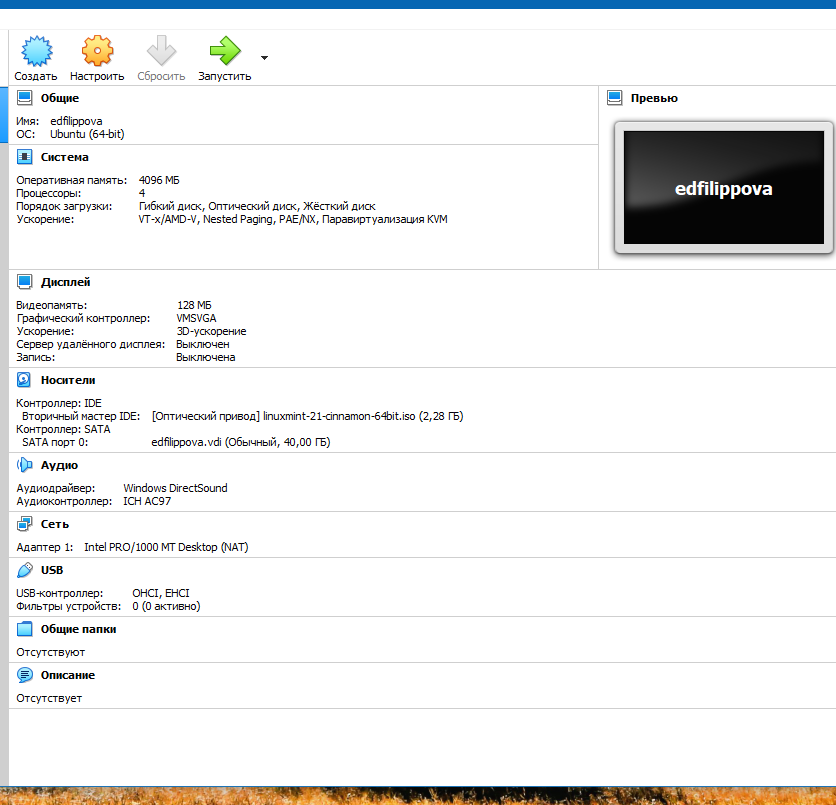 Создать Настроить Сбросить Запустить
Общие
Имя: edfilippova
ОС: Ubuntu (64-bit)
Превью
edfilippova
Система
Оперативная память: 4096 МБ
Процессоры: 4
Порядок загрузки: Гибкий диск, Оптический диск, Жёсткий диск
Ускорение: VT-x/AMD-V, Nested Paging, PAE/NX, Паравиртуализация KVM
Дисплей
Видеопамять: 128 МБ
Графический контроллер: VMSVGA
Ускорение: 3D-ускорение
Сервер удалённого дисплея: Выключен
Запись: Выключена
Носители
Контроллер: IDE
Вторичный мастер IDE: [Оптический привод] linuxmint-21-cinnamon-64bit.iso (2,28 ГБ)
Контроллер: SATA
SATA порт 0: edfilippova.vdi (Обычный, 40,00 ГБ)
Аудио
Аудиодрайвер: Windows DirectSound
Аудиоконтроллер: ICH AC97
Сеть
Адаптер 1: Intel PRO/1000 MT Desktop (NAT)
USB
USB-контроллер: OHCI, EHCI
Фильтры устройств: 0 (0 активно)
Общие папки
Отсутствуют
Описание
Отсутствует